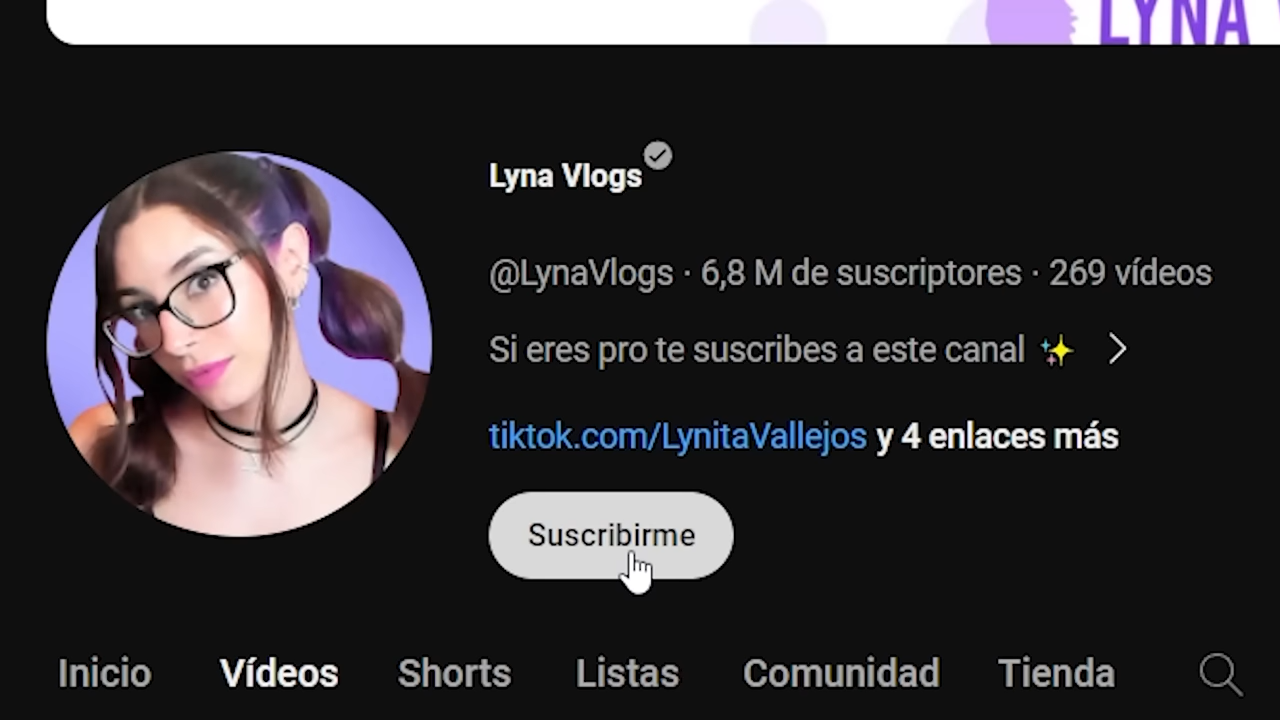 LYNA
Lyna Vlogs
@LynaVlogs · 6,8 M de suscriptores · 269 vídeos
Si eres pro te suscribes a este canal ✨
tiktok.com/LynitaVallejos y 4 enlaces más
Suscribirme
Inicio Vídeos Shorts Listas Comunidad Tienda